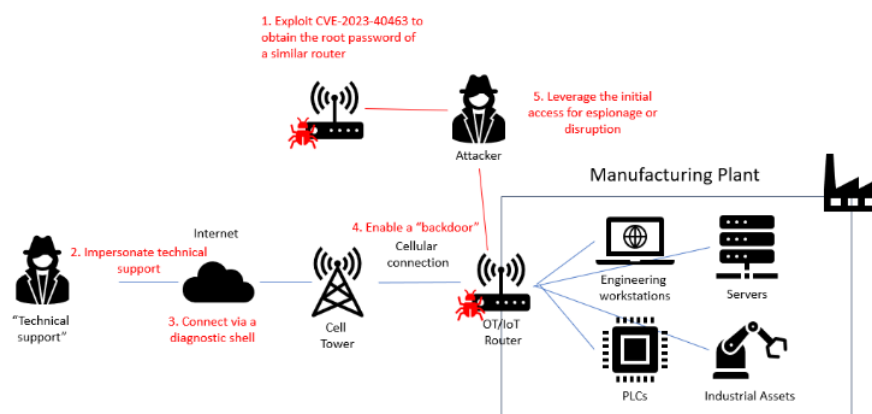 1. Exploit CVE-2023-40463 to
obtain the root password of
a similar router
5. Leverage the initial
access for espionage or
disruption
Attacker
Manufacturing Plant
Internet
4. Enable a “backdoor”
Cellular
connection
2. Impersonate technical
support
Engineering
workstations
Servers
“Technical
support”
3. Connect via a
diagnostic shell
Cell
Tower
OT/IoT
Router
PLCs
Industrial Assets